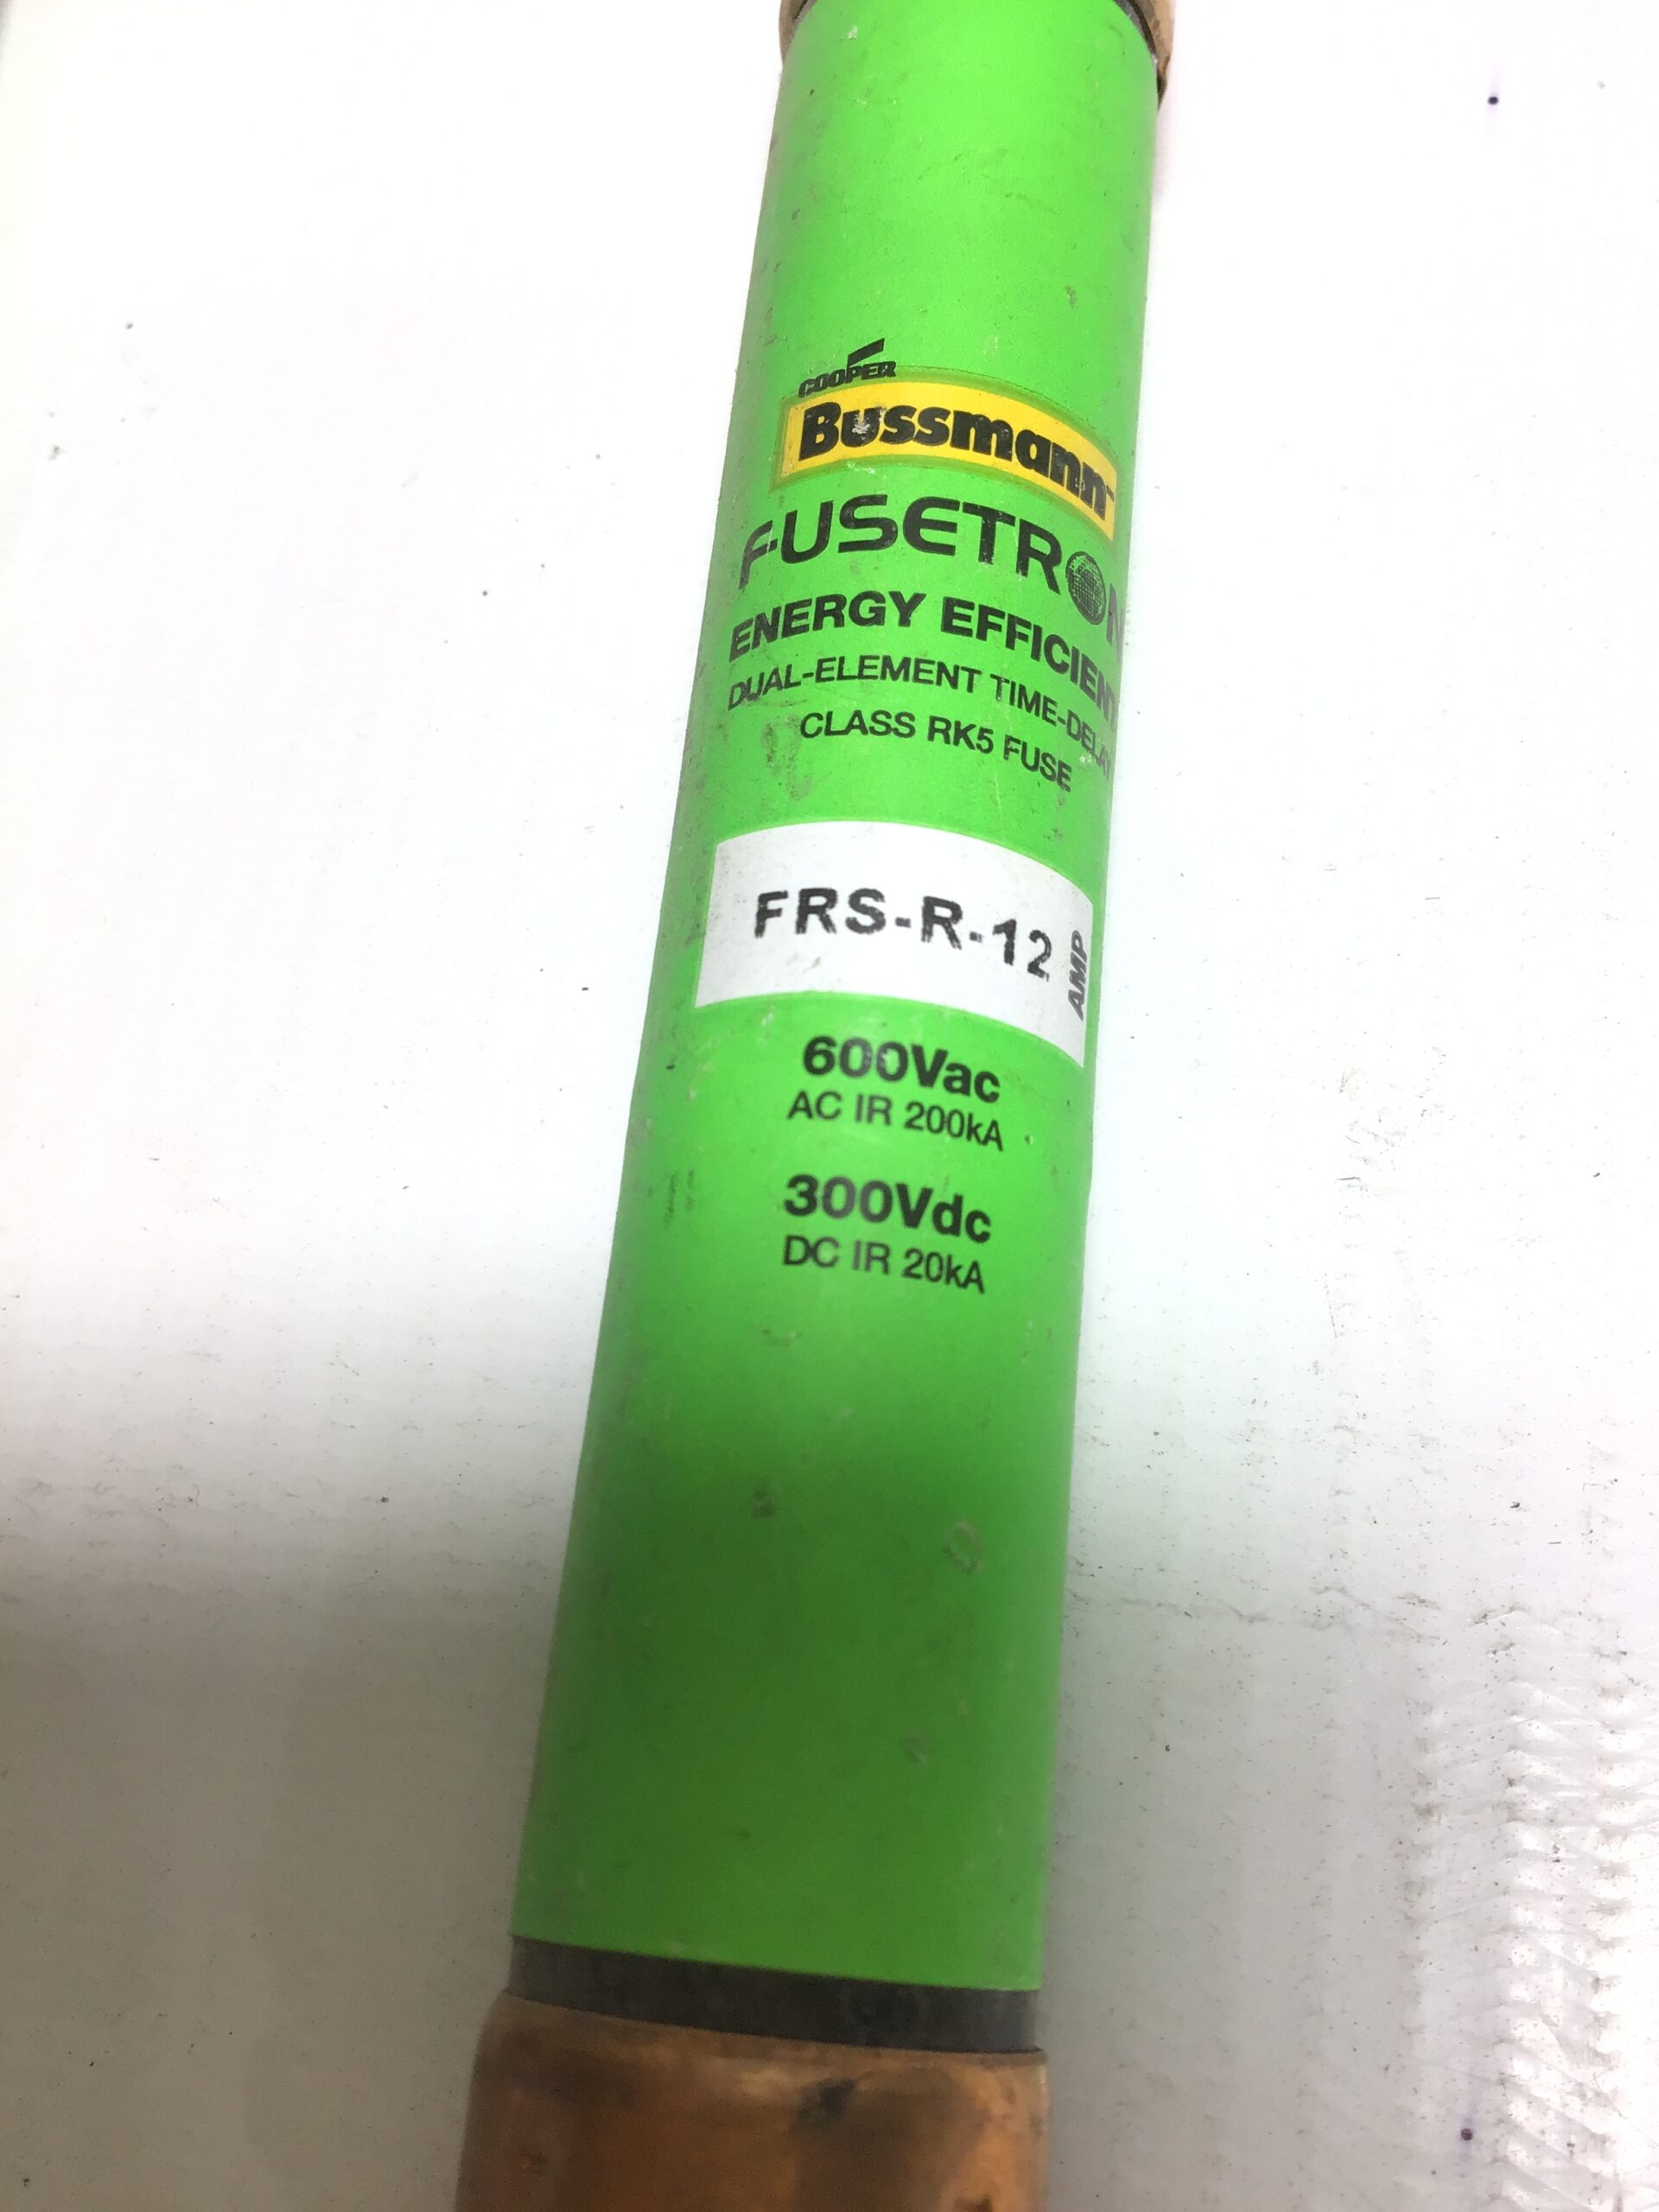 COOPER
Bussmann™
FUSETRON
ENERGY EFFICIENT
DUAL-ELEMENT TIME-DELAY
CLASS RK5 FUSE
FRS-R-12
AMP
600Vac
AC IR 200kA
300Vdc
DC IR 20kA